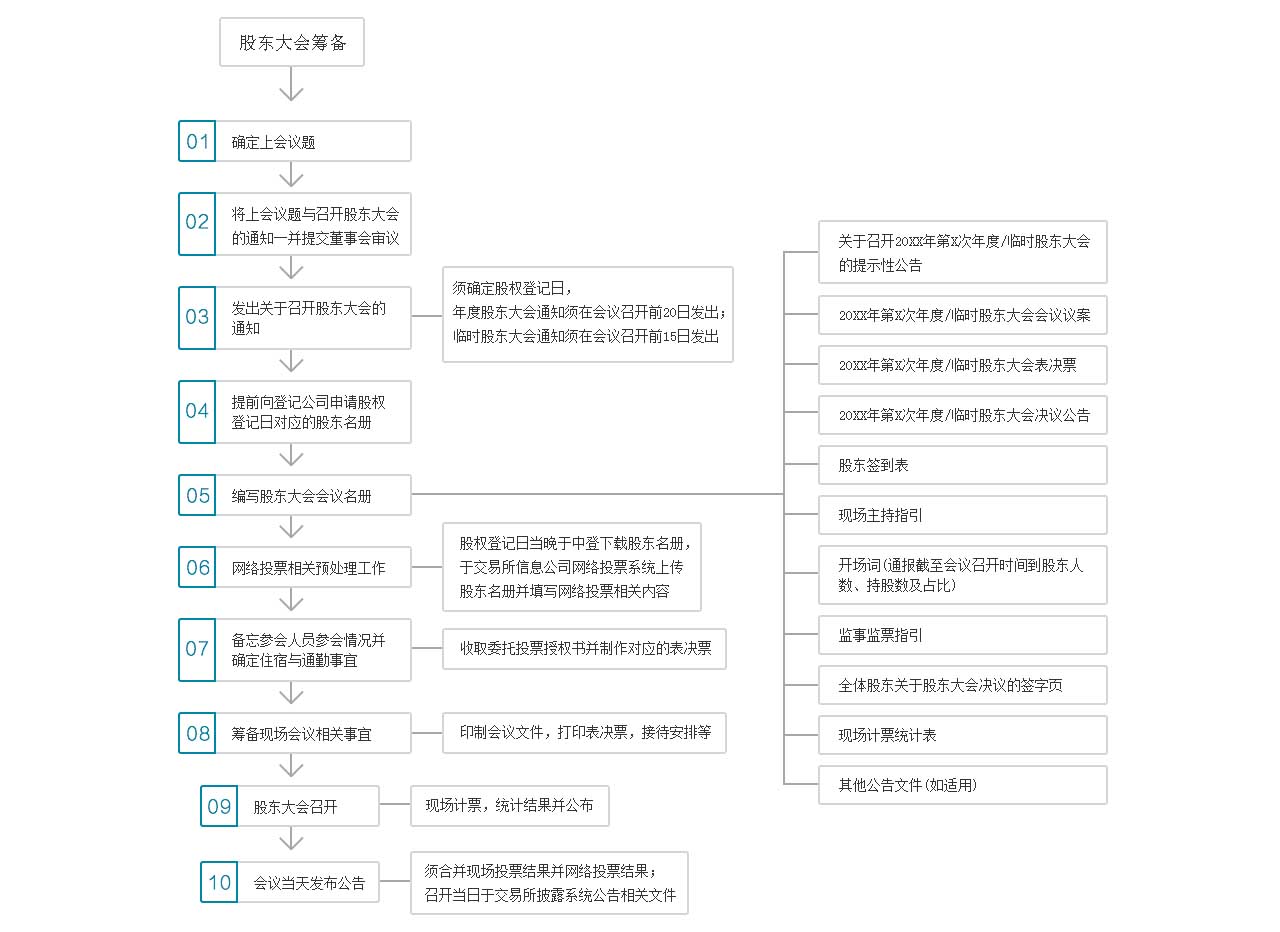 股东大会筹备
01
确定上会议题
02
将上会议题与召开股东大会
的通知一并提交董事会审议
03
发出关于召开股东大会的
通知
须确定股权登记日，
年度股东大会通知须在会议召开前20日发出；
临时股东大会通知须在会议召开前15日发出
04
提前向登记公司申请股权
登记日对应的股东名册
05
编写股东大会会议名册
关于召开20XX年第X次年度/临时股东大会
的提示性公告
20XX年第X次年度/临时股东大会会议议案
20XX年第X次年度/临时股东大会表决票
20XX年第X次年度/临时股东大会决议公告
股东签到表
现场主持指引
开场词(通报截至会议召开时间到股东人
数、持股数及占比)
监事监票指引
全体股东关于股东大会决议的签字页
现场计票统计表
其他公告文件(如适用)
06
网络投票相关预处理工作
股权登记日当晚于中登下载股东名册，
于交易所信息公司网络投票系统上传
股东名册并填写网络投票相关内容
07
备忘参会人员参会情况并
确定住宿与通勤事宜
收取委托投票授权书并制作对应的表决票
08
筹备现场会议相关事宜
印制会议文件，打印表决票，接待安排等
09
股东大会召开
现场计票，统计结果并公布
10
会议当天发布公告
须合并现场投票结果并网络投票结果；
召开当日于交易所披露系统公告相关文件